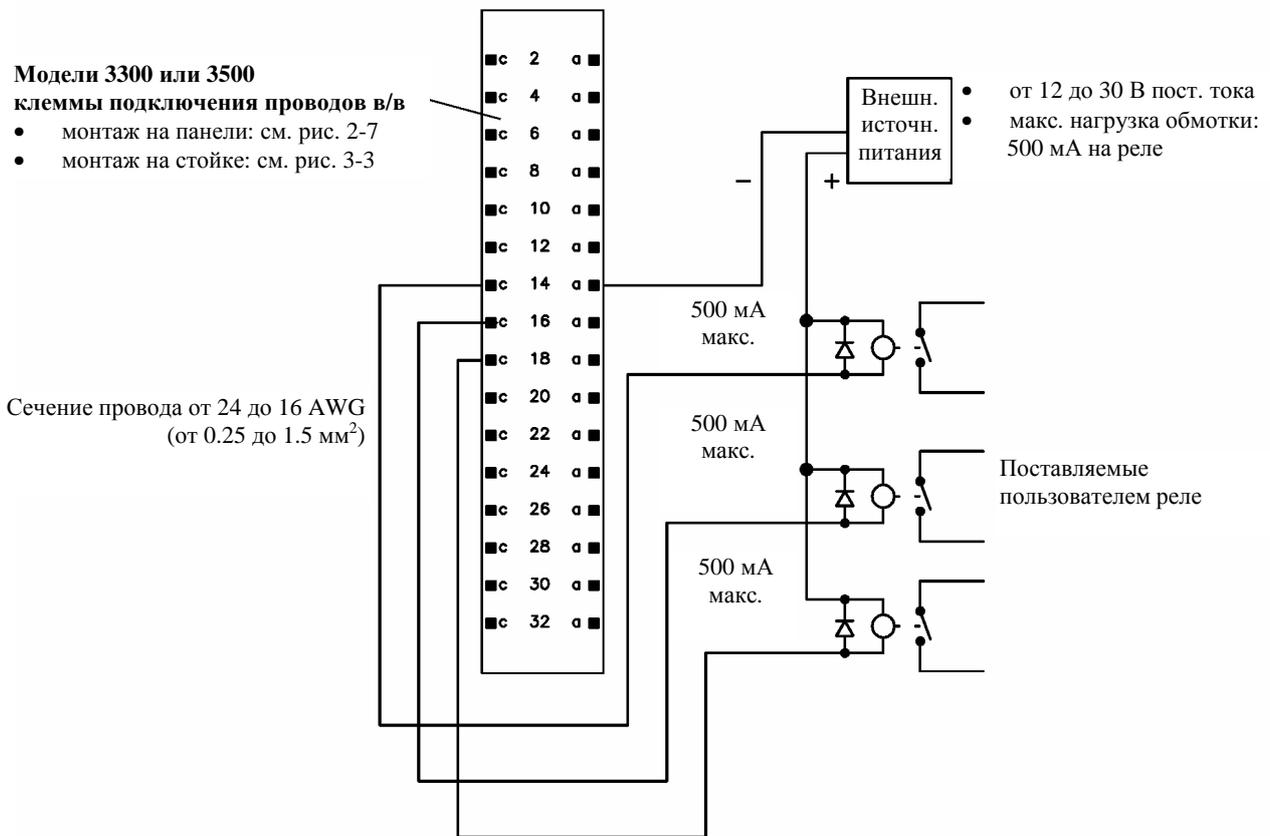 Модели 3300 или 3500
клеммы подключения проводов в/в
• монтаж на панели: см. рис. 2-7
• монтаж на стойке: см. рис. 3-3
c 2 a
c 4 a
c 6 a
c 8 a
c 10 a
c 12 a
c 14 a
c 16 a
c 18 a
c 20 a
c 22 a
c 24 a
c 26 a
c 28 a
c 30 a
c 32 a
Внешн.
источн.
питания
• от 12 до 30 В пост. тока
• макс. нагрузка обмотки:
500 мА на реле
− +
500 мА
макс.
Сечение провода от 24 до 16 AWG
(от 0.25 до 1.5 мм²)
500 мА
макс.
Поставляемые
пользователем реле
500 мА
макс.